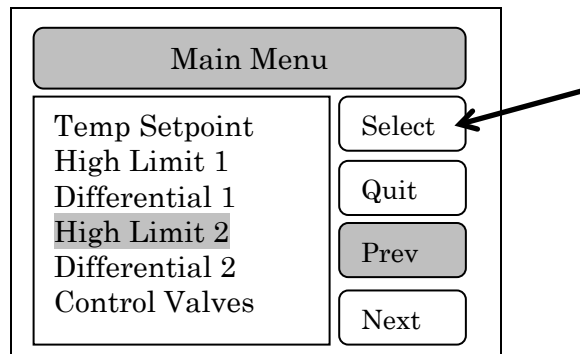 Main Menu
Temp Setpoint
High Limit 1
Differential 1
High Limit 2
Differential 2
Control Valves
Select
Quit
Prev
Next